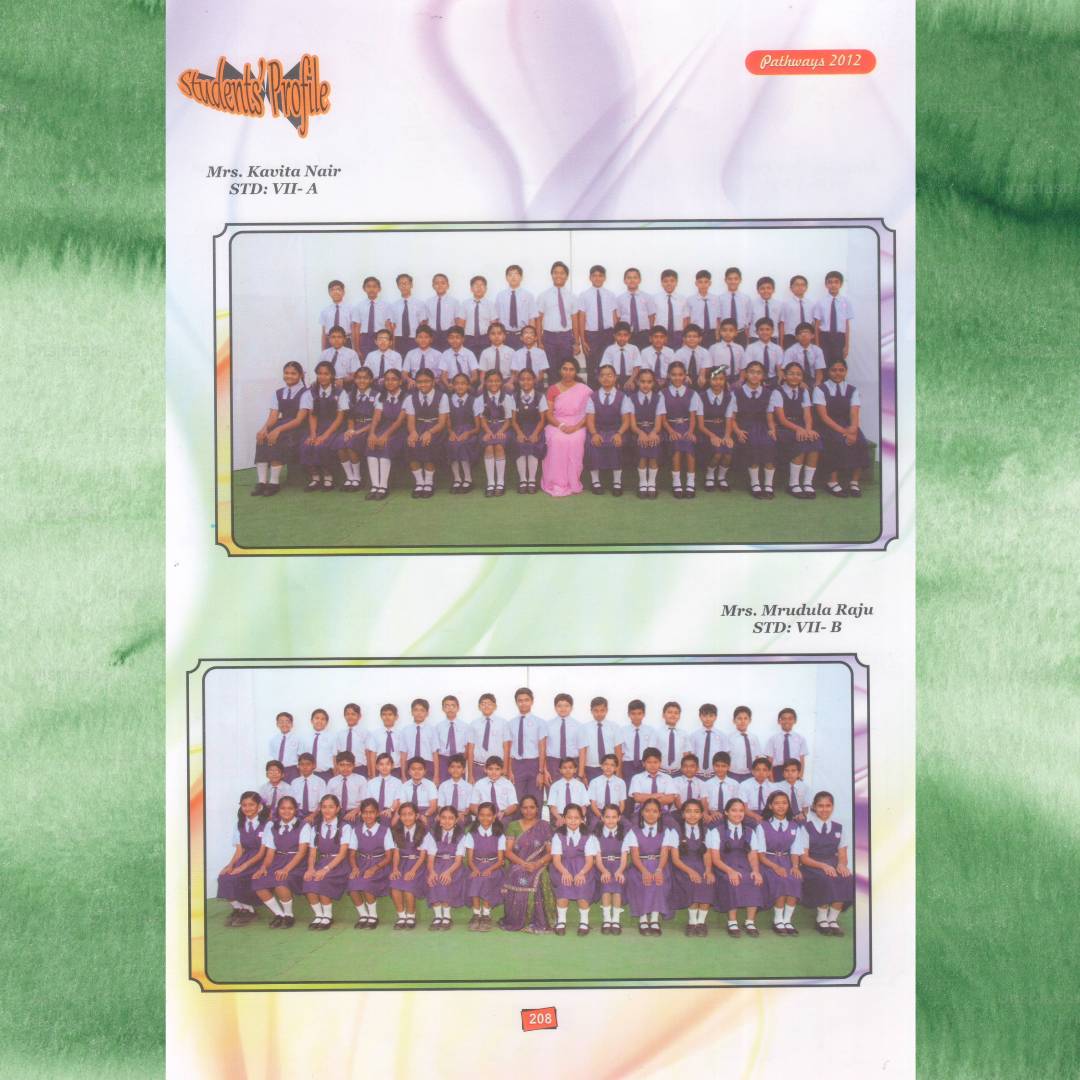 Students' Profile
Pathways 2012
Mrs. Kavita Nair
STD: VII- A
Mrs. Mrudula Raju
STD: VII- B
208